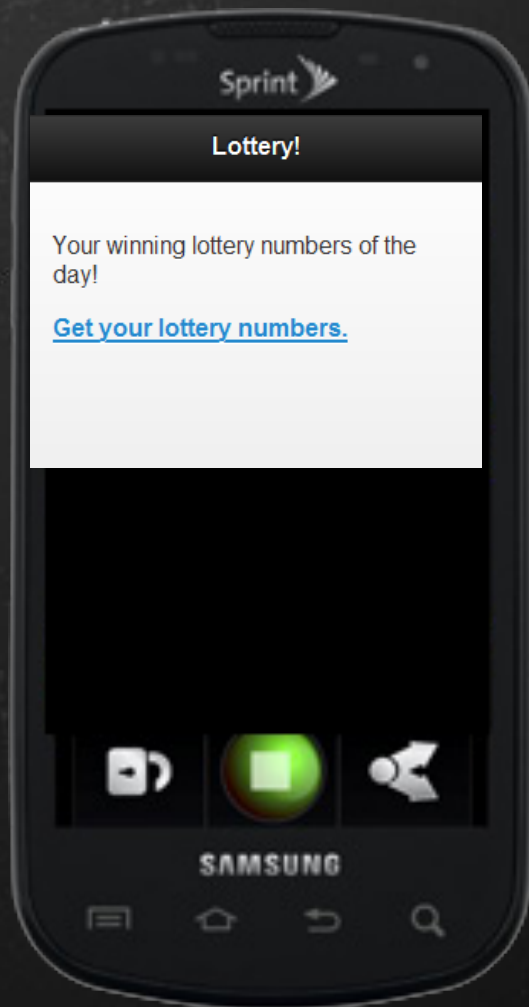 Sprint
Lottery!
Your winning lottery numbers of the
day!
Get your lottery numbers.
SAMSUNG